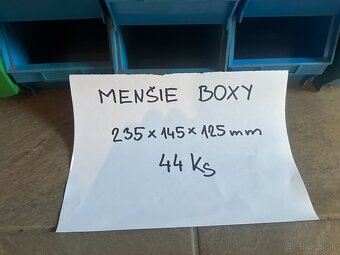 MENŠIE BOXY
235 × 145 × 125 mm
44 Ks